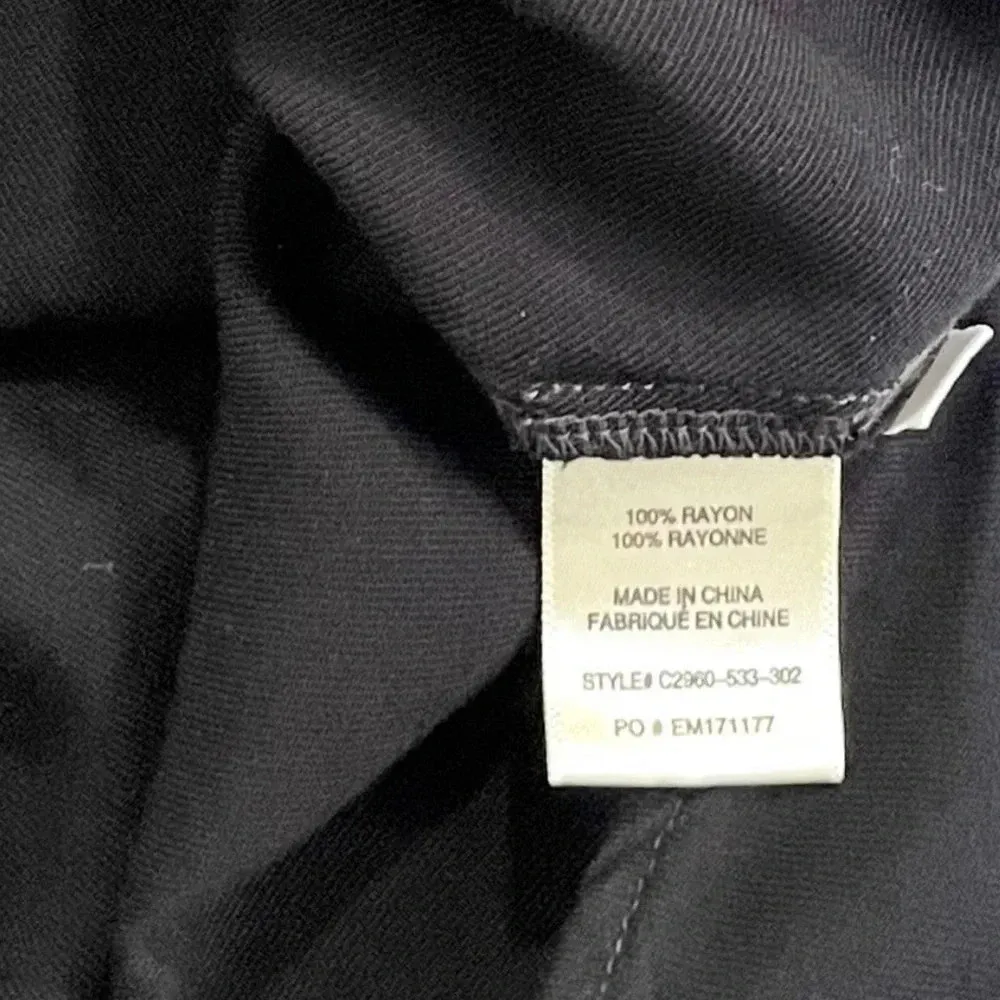 100% RAYON
100% RAYONNE
MADE IN CHINA
FABRIQUÉ EN CHINE
STYLE# C2960-533-302
PO # EM171177